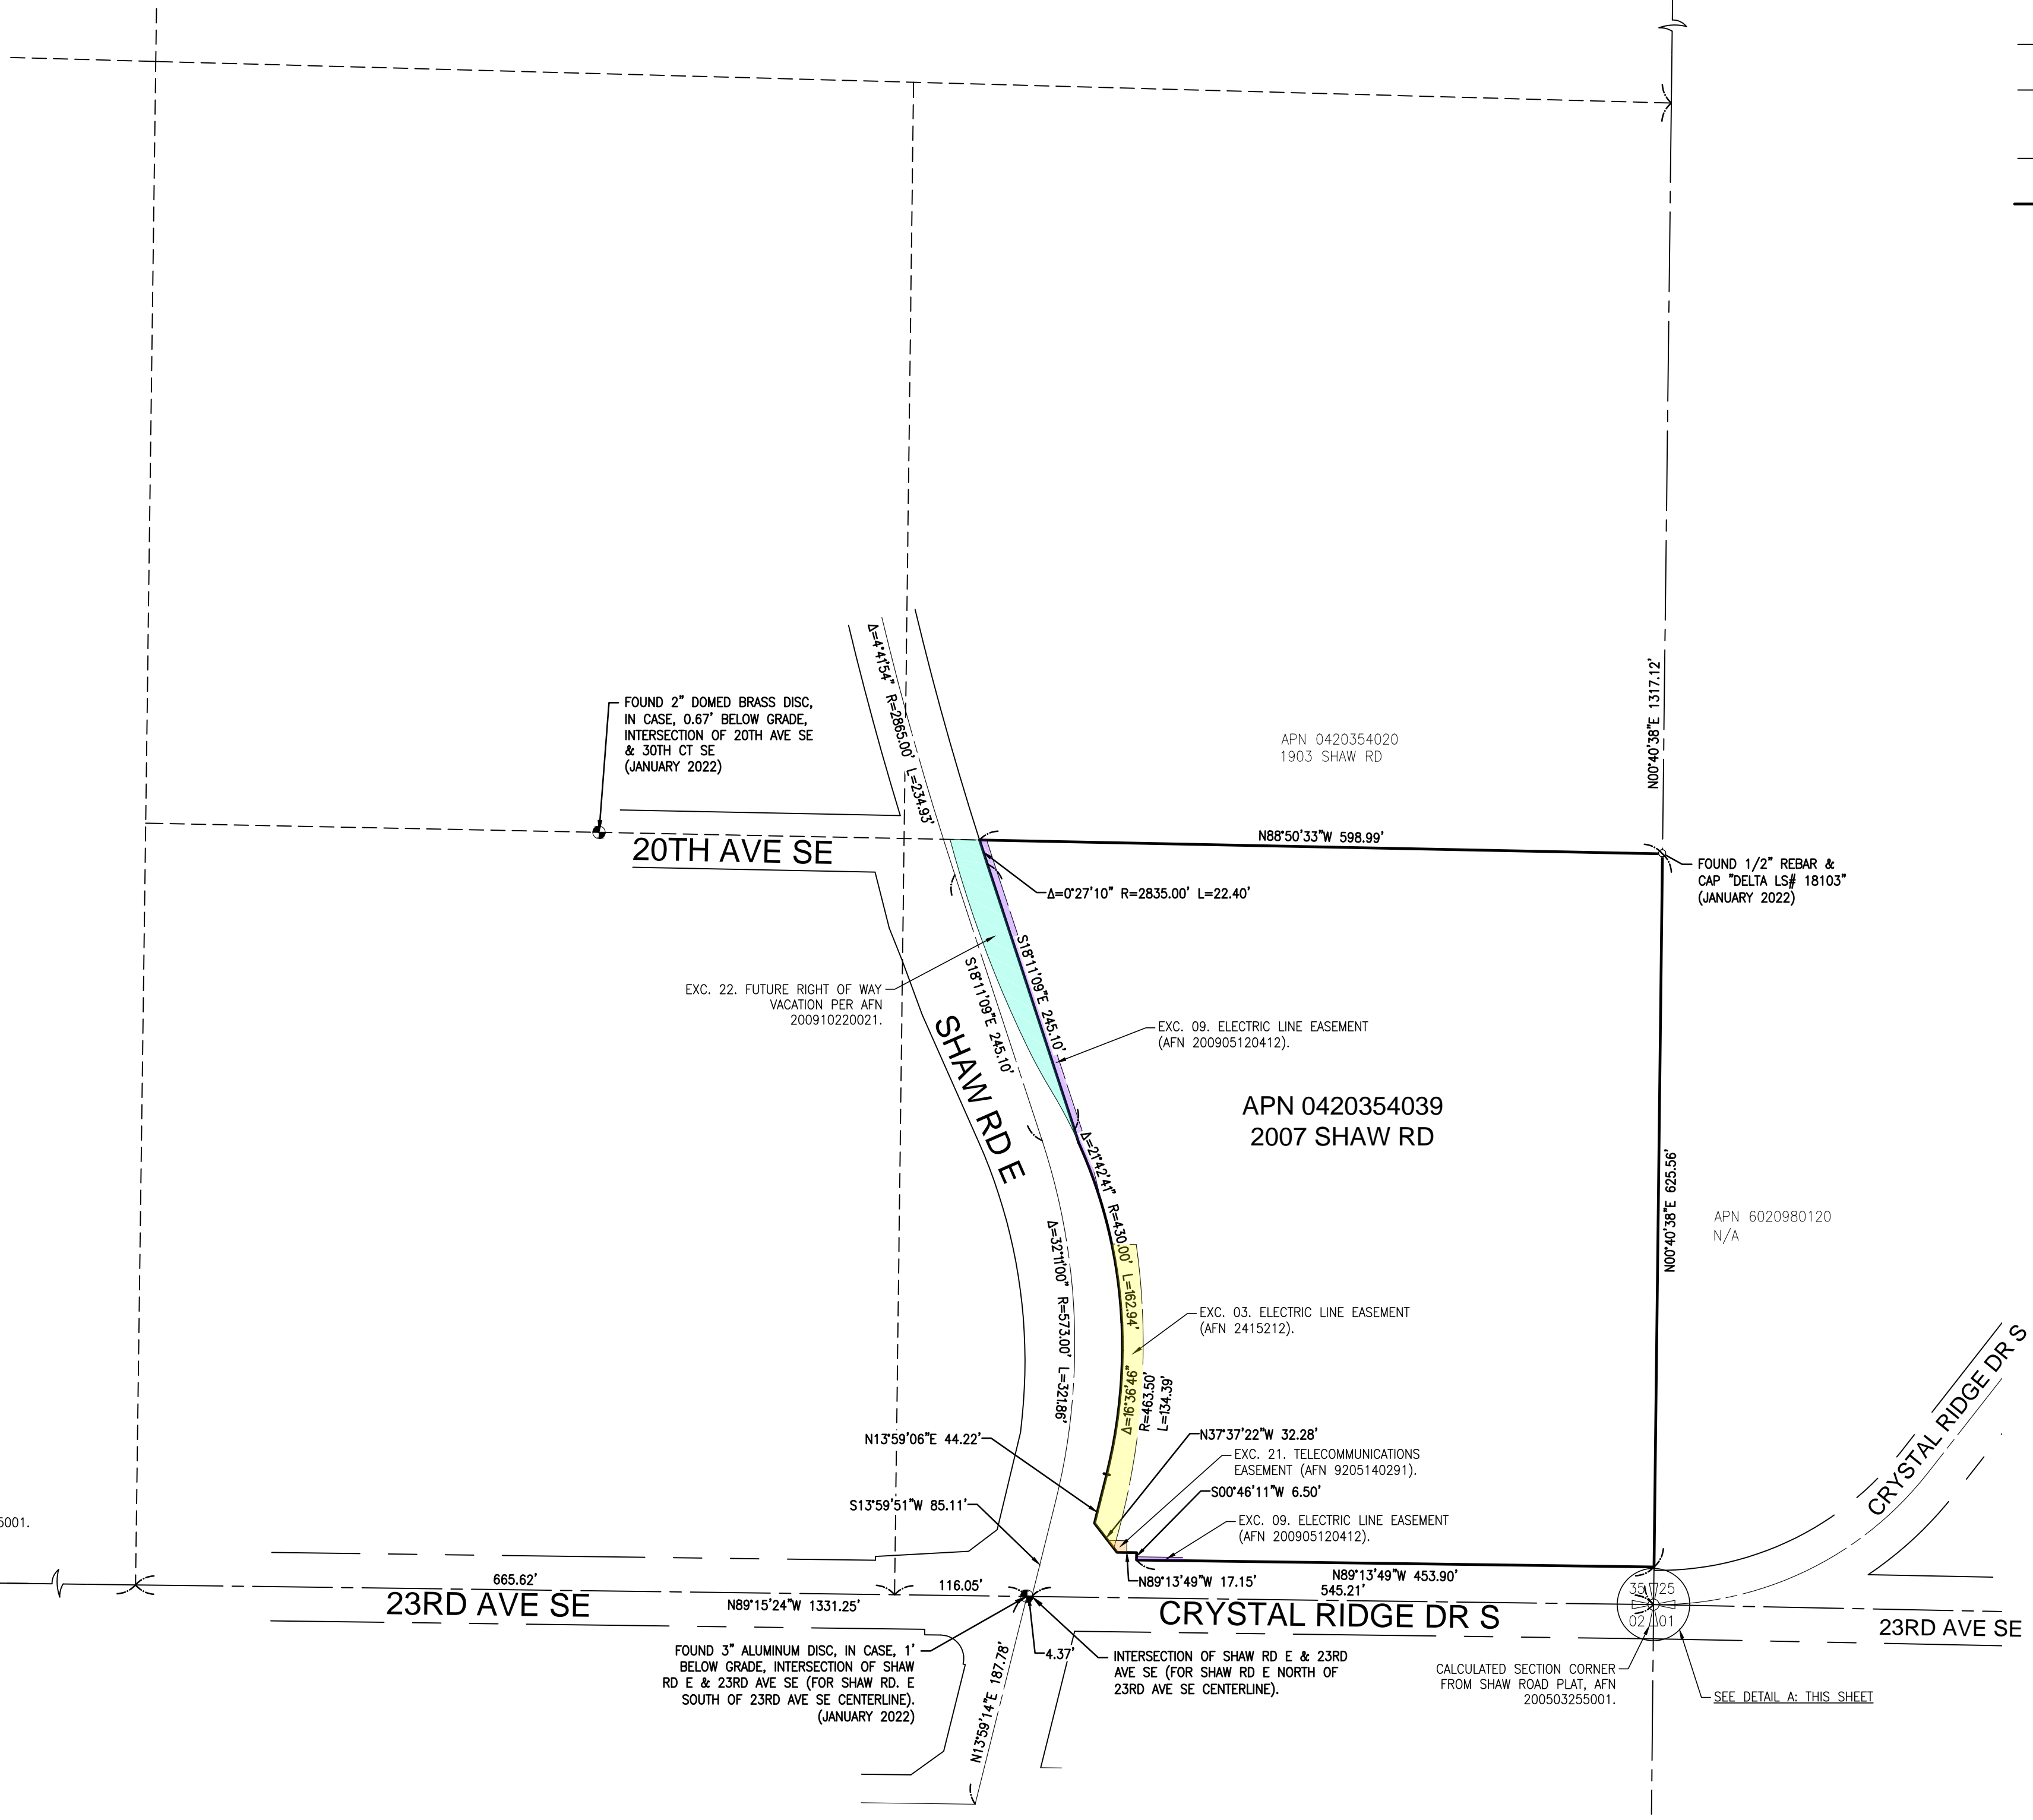 Δ=4°41'54" R=2865.00' L=234.93'
N00°40'38"E 1317.12'
FOUND 2" DOMED BRASS DISC,
IN CASE, 0.67' BELOW GRADE,
INTERSECTION OF 20TH AVE SE
& 30TH CT SE
(JANUARY 2022)
APN 0420354020
1903 SHAW RD
20TH AVE SE
N88°50'33"W 598.99'
FOUND 1/2" REBAR &
CAP "DELTA LS# 18103"
(JANUARY 2022)
Δ=0°27'10" R=2835.00' L=22.40'
S18°11'09"E 245.10'
S18°11'09"E 245.10'
EXC. 22. FUTURE RIGHT OF WAY
VACATION PER AFN
200910220021.
SHAW RD E
EXC. 09. ELECTRIC LINE EASEMENT
(AFN 200905120412).
APN 0420354039
2007 SHAW RD
Δ=21°42'41" R=430.00' L=162.94'
N00°40'38"E 625.56'
APN 6020980120
N/A
Δ=32°11'00" R=573.00' L=321.86'
EXC. 03. ELECTRIC LINE EASEMENT
(AFN 2415212).
Δ=16°36'46"
R=463.50'
L=134.39'
CRYSTAL RIDGE DR S
N13°59'06"E 44.22'
N37°37'22"W 32.28'
EXC. 21. TELECOMMUNICATIONS
EASEMENT (AFN 9205140291).
S13°59'51"W 85.11'
S00°46'11"W 6.50'
EXC. 09. ELECTRIC LINE EASEMENT
(AFN 200905120412).
5001.
665.62'
116.05'
N89°13'49"W 17.15'
N89°13'49"W 453.90'
545.21'
35 25
02 01
23RD AVE SE
N89°15'24"W 1331.25'
CRYSTAL RIDGE DR S
23RD AVE SE
FOUND 3" ALUMINUM DISC, IN CASE, 1'
BELOW GRADE, INTERSECTION OF SHAW
RD E & 23RD AVE SE (FOR SHAW RD. E
SOUTH OF 23RD AVE SE CENTERLINE).
(JANUARY 2022)
N13°59'14"E 187.78'
4.37'
INTERSECTION OF SHAW RD E & 23RD
AVE SE (FOR SHAW RD E NORTH OF
23RD AVE SE CENTERLINE).
CALCULATED SECTION CORNER
FROM SHAW ROAD PLAT, AFN
200503255001.
SEE DETAIL A: THIS SHEET